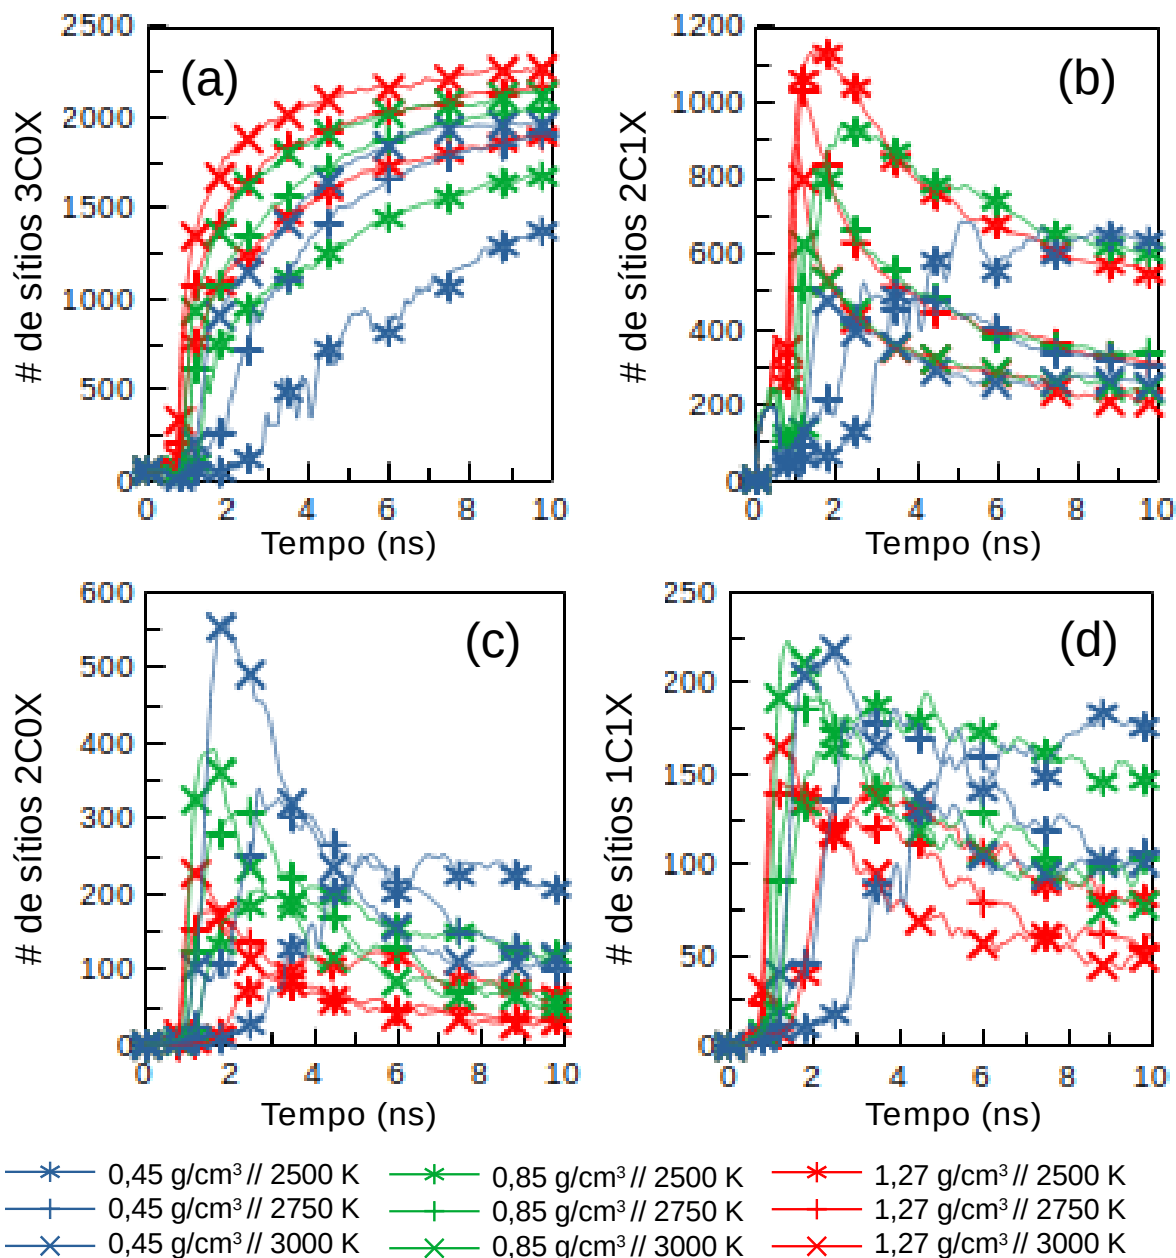 2500
2000
1500
1000
500
0
0 2 4 6 8 10
# de sítios 3C0X
Tempo (ns)
(a)
1200
1000
800
600
400
200
0
0 2 4 6 8 10
# de sítios 2C1X
Tempo (ns)
(b)
600
500
400
300
200
100
0
0 2 4 6 8 10
# de sítios 2C0X
Tempo (ns)
(c)
250
200
150
100
50
0
0 2 4 6 8 10
# de sítios 1C1X
Tempo (ns)
(d)
0,45 g/cm³ // 2500 K
0,45 g/cm³ // 2750 K
0,45 g/cm³ // 3000 K
0,85 g/cm³ // 2500 K
0,85 g/cm³ // 2750 K
0,85 g/cm³ // 3000 K
1,27 g/cm³ // 2500 K
1,27 g/cm³ // 2750 K
1,27 g/cm³ // 3000 K